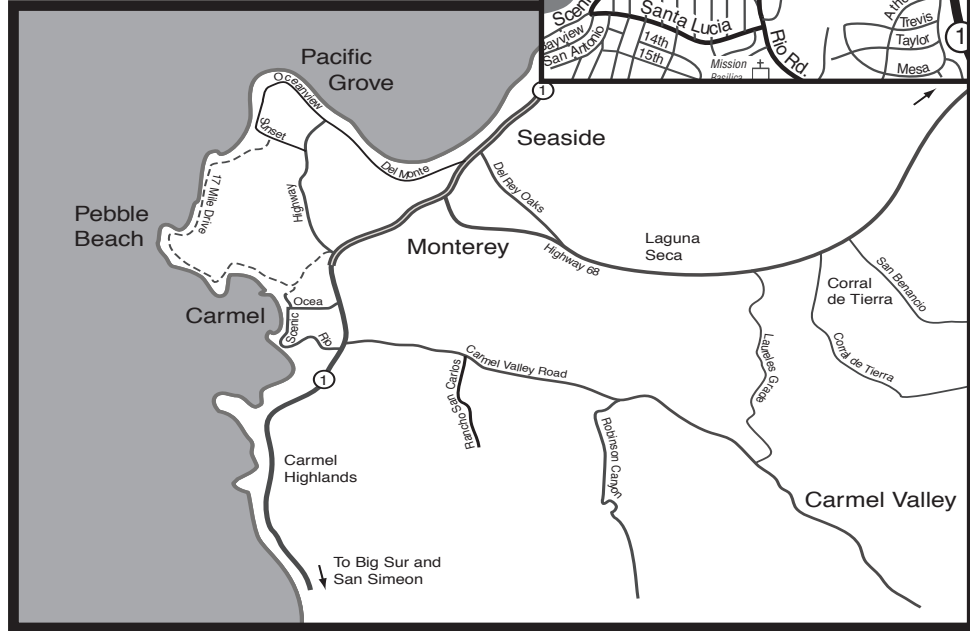 Santa Lucia
San Antonio
14th
15th
Mission
Rio Rd.
Trevis
Taylor
Mesa
1
Pacific
Grove
Oceanview
Sunset
1
Seaside
Del Monte
Del Rey Oaks
17 Mile Drive
Highway
Pebble
Beach
Monterey
Highway 68
Laguna
Seca
San Benancio
Corral
de Tierra
Carmel
Ocea
Scenic
Rio
Corral de Tierra
Laureles Grade
Carmel Valley Road
Rancho San Carlos
1
Robinson Canyon
Carmel
Highlands
Carmel Valley
To Big Sur and
San Simeon